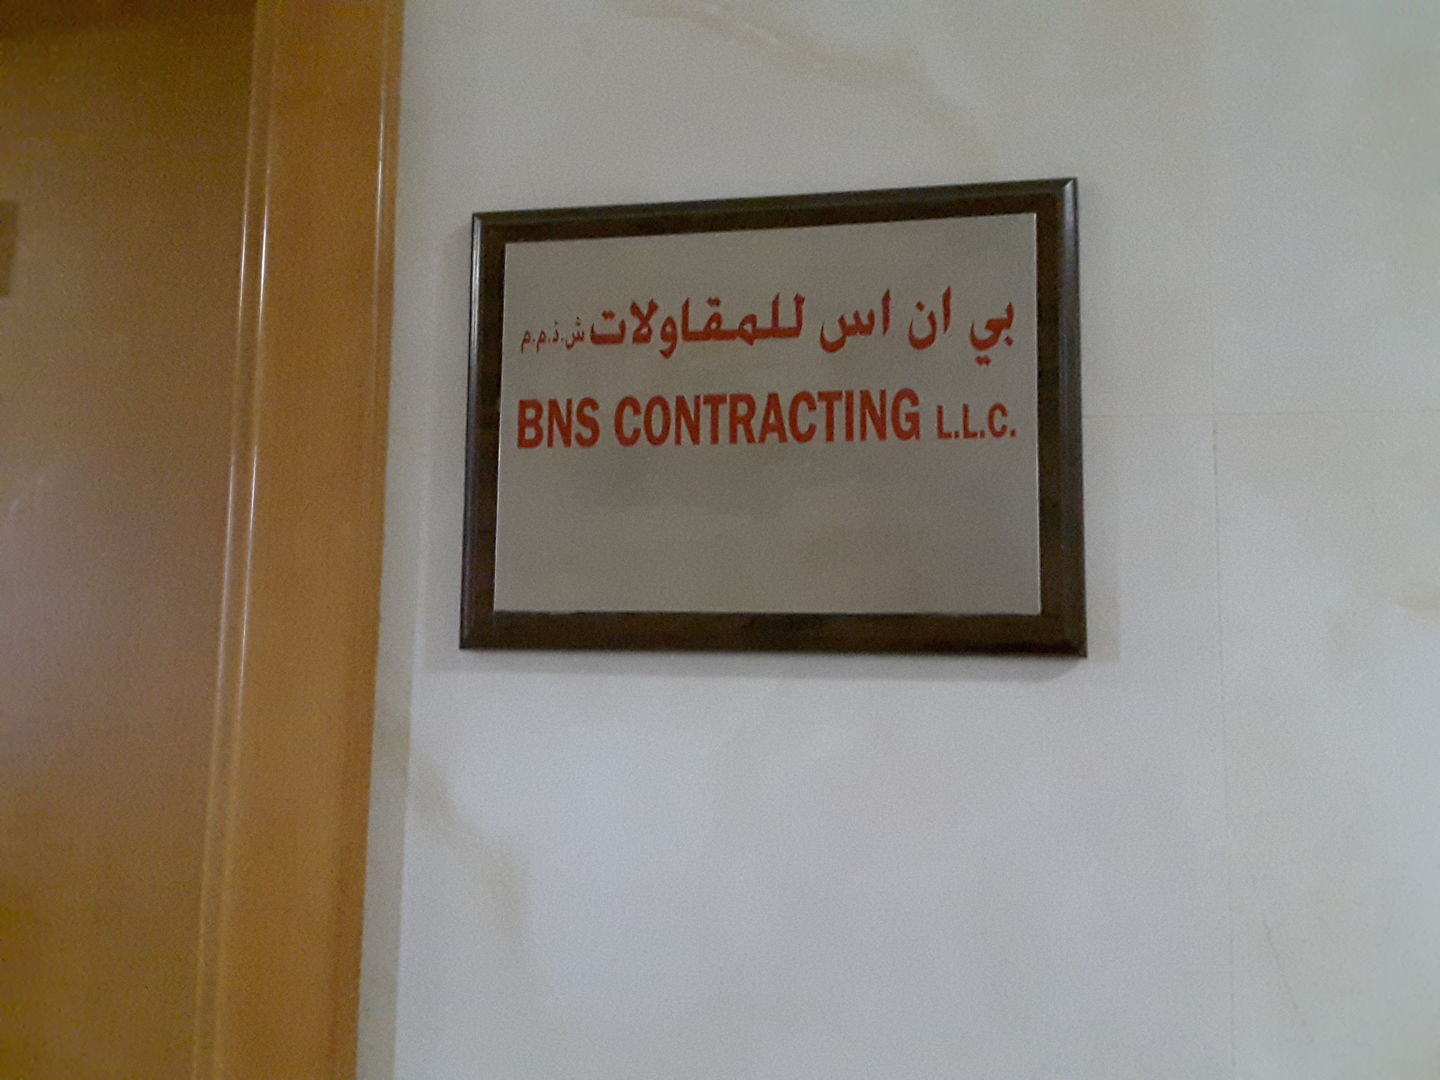 بي ان اس للمقاولات ش.ذ.م.م
BNS CONTRACTING L.L.C.